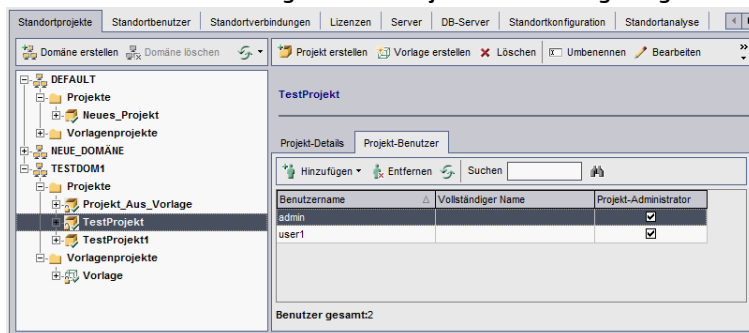 Standortprojekte Standortbenutzer Standortverbindungen Lizenzen Server DB-Server Standortkonfiguration Standortanalyse
Domäne erstellen Domäne löschen
Projekt erstellen Vorlage erstellen Löschen Umbenennen Bearbeiten
DEFAULT
Projekte
Neues_Projekt
Vorlagenprojekte
NEUE_DOMÄNE
TESTDOM1
Projekte
Projekt_Aus_Vorlage
TestProjekt
TestProjekt1
Vorlagenprojekte
Vorlage
TestProjekt
Projekt-Details Projekt-Benutzer
Hinzufügen Entfernen Suchen
Benutzername Vollständiger Name Projekt-Administrator
admin
user1
Benutzer gesamt:2